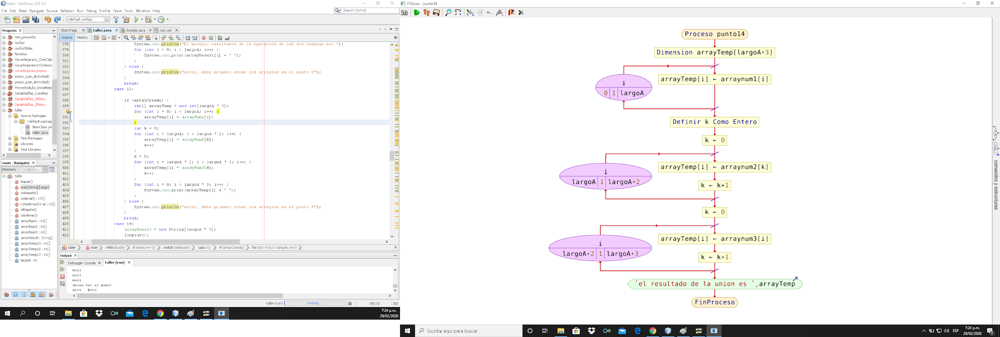 taller - NetBeans IDE 8.2
File Edit View Navigate Source Refactor Run Debug Profile Team Tools Window Help
Search (Ctrl+I)
<default config>
Projects
mini_proyecto
muñoz
muñozSlider
Nomina
OscarBejarano_CineCalip
oscarbejarano11Zodiaco
oscarBejaranoJmenu
posso_juan_Actividad2
posso_juan_Actividad3
ProyectoAula_OscarBeja
SaraBolaños_Canchas
SaraBolaños_JMenu
SaraBolaños_JMenu
taller
Source Packages
<default packag
NewClass.jav
taller.java
Test Packages
Libraries
Test Libraries
main - Navigator
Members
<...
taller
limpiar()
main(String[] args)
noRepetir()
ordenar() : int[]
rotarArray(int a) : int[]
siRepetir()
unirArray()
arrayNum1 : int[]
arrayNum2 : int[]
arrayNum3 : int[]
arrayResult : String[]
arrayTemp10 : int[]
arrayTemp16 : int[]
arrayTemp17 : int[]
largoA : int
Start Page taller.java Arreglo.java run.xml
Source History
378 System.out.println("El arreglo resultante de la operacion de las dos cadenas es: ");
379 for (int i = 0; i < largoA; i++) {
380 System.out.print(arrayResult[i] + " ");
381 }
382 } else {
383 System.out.println("error, debe primero crear los arreglos en el punto 8");
384 }
385 break;
386 case 13:
387
388 if (arrayCreado) {
389 int[] arrayTemp = new int[largoA * 3];
for (int i = 0; i < largoA; i++) {
391 arrayTemp[i] = arrayNum1[i];
392 }
393 int k = 0;
394 for (int i = largoA; i < largoA * 2; i++) {
395 arrayTemp[i] = arrayNum2[k];
396 k++;
397 }
398 k = 0;
399 for (int i = largoA * 2; i < largoA * 3; i++) {
400 arrayTemp[i] = arrayNum3[k];
401 k++;
402 }
403 for (int i = 0; i < largoA * 3; i++) {
404 System.out.print(arrayTemp[i] + " ");
405 }
406 } else {
407 System.out.println("error, debe primero crear los arreglos en el punto 8");
408 }
409 break;
410 case 14:
411 arrayResult = new String[largoA * 3];
412 limpiar();
taller main while (bucle) if (menu == 1) switch (seleccion) case 13: if (arrayCreado) for (int i = 0; i < largoA; i++)
Output
Debugger Console taller (run)
null
null
null
desea ver el menu?
Si=1 No=0
taller (run) running... 392:30 INS
7:24 p.m.
29/02/2020
PSDraw - punto14
Sub
Proceso punto14
Dimension arrayTemp[largoA*3]
arrayTemp[i] ← arraynum1[i]
i
0 1 largoA
Definir k Como Entero
k ← 0
arrayTemp[i] ← arraynum2[k]
i
largoA 1 largoA*2
k ← k+1
k ← 0
arrayTemp[i] ← arraynum3[i]
i
largoA*2 1 largoA*3
k ← k+1
'el resultado de la union es ',arrayTemp
FinProceso
comandos y estructuras
Escribe aquí para buscar
ESP
7:24 p.m.
29/02/2020
2